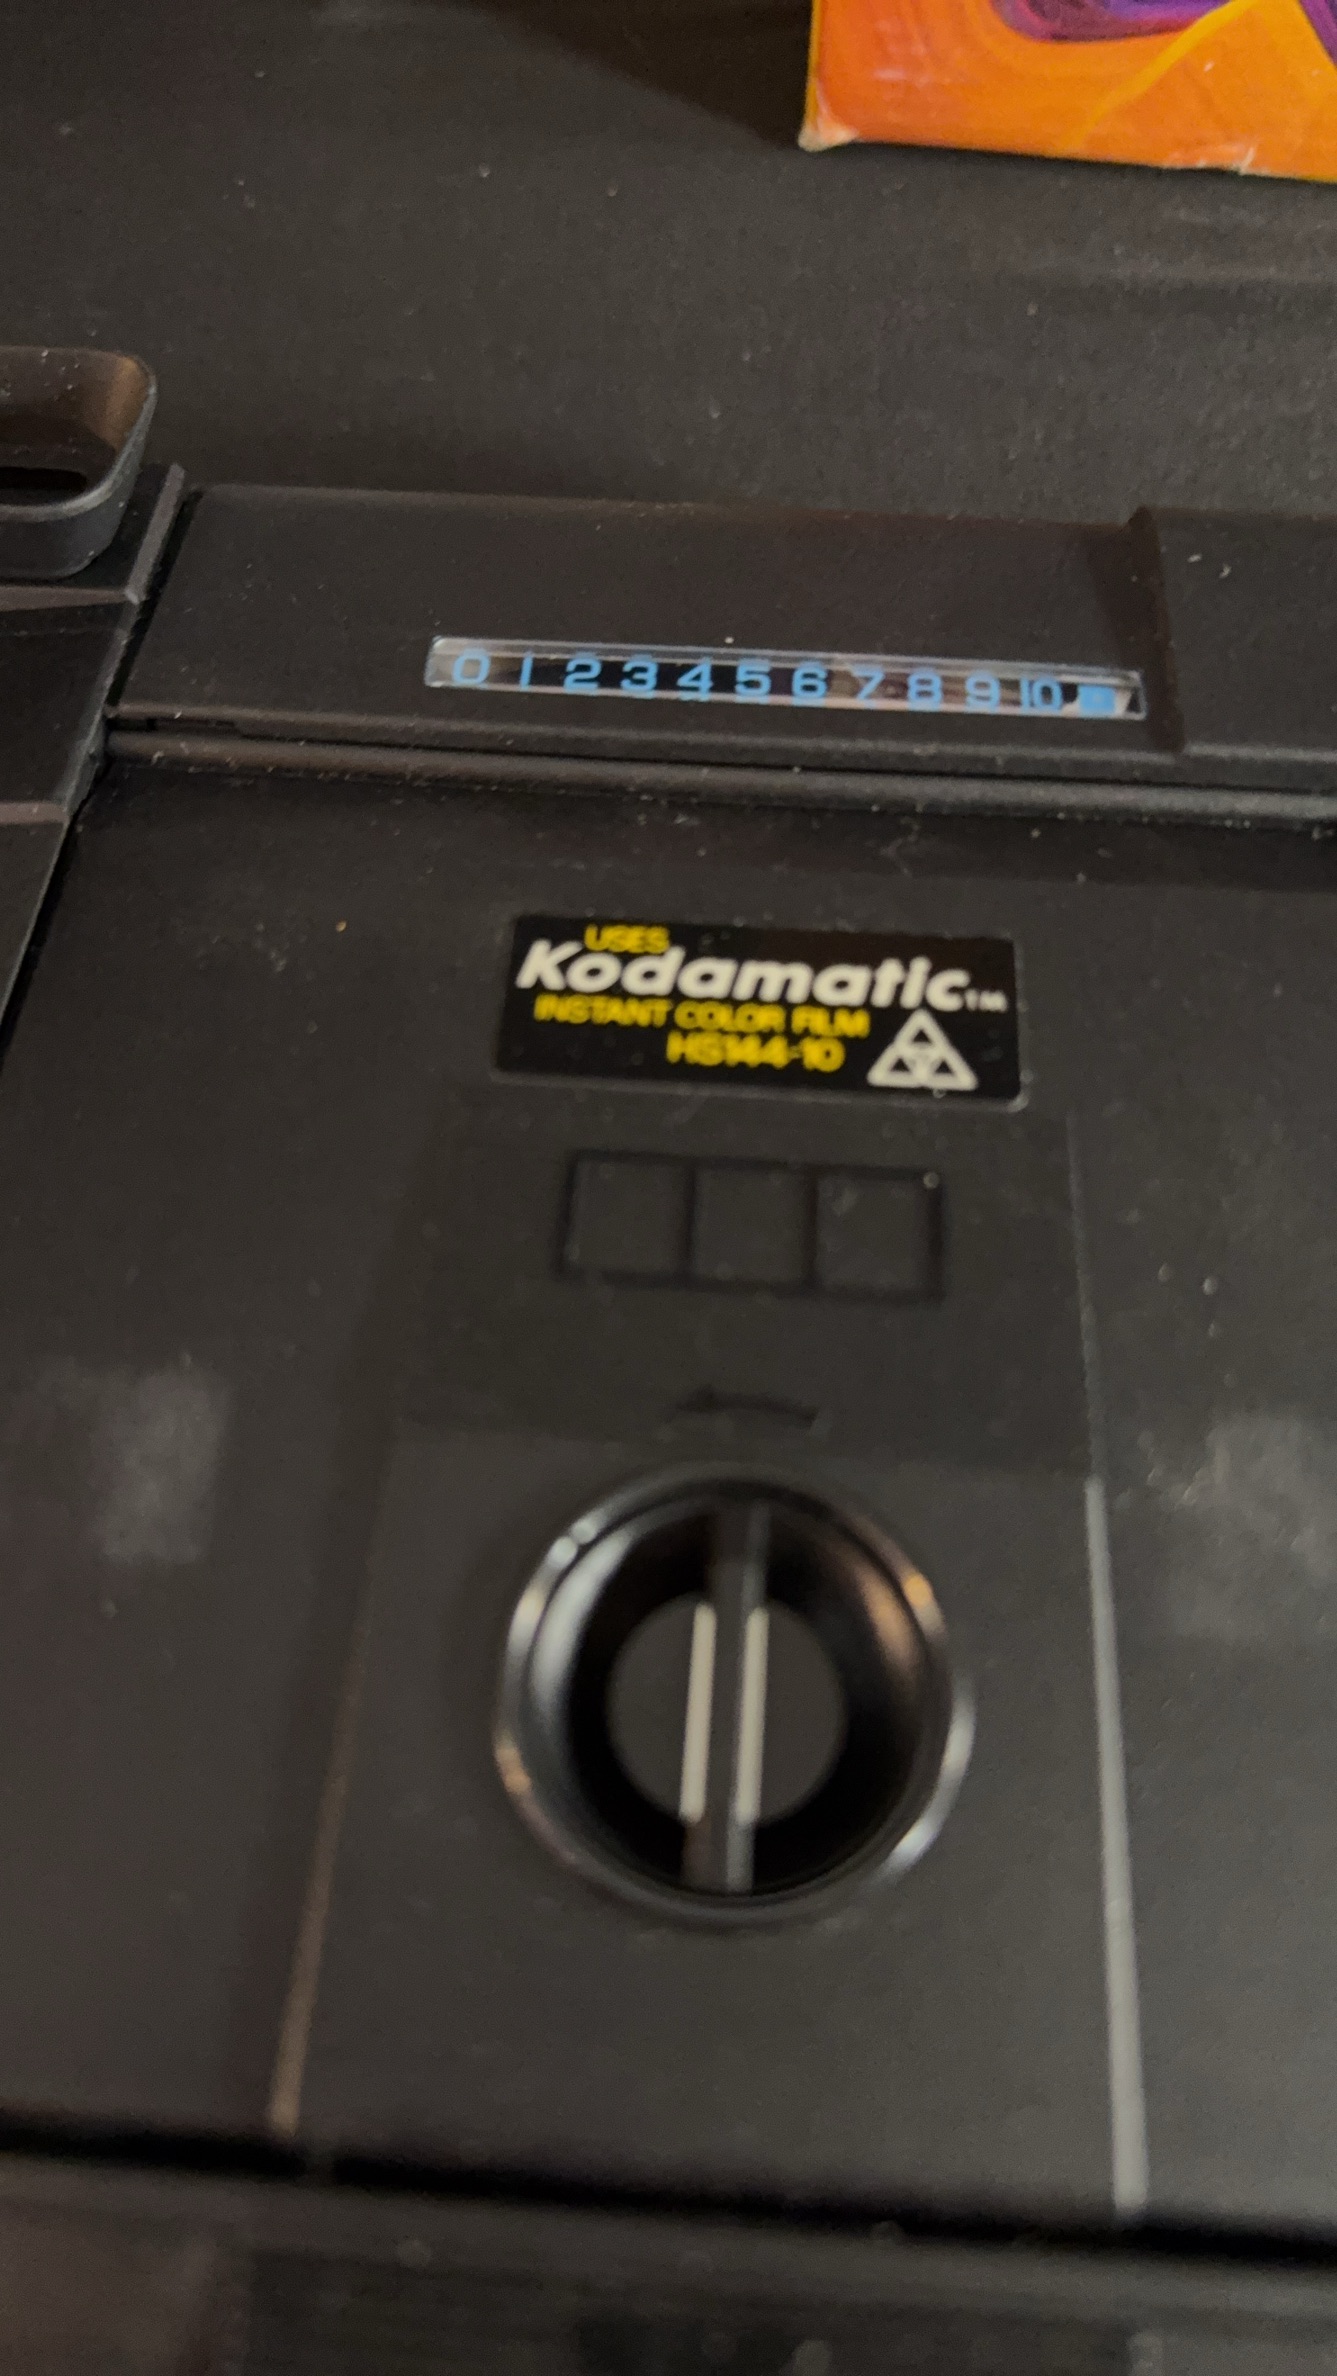 0 1 2 3 4 5 6 7 8 9 10
USES
Kodamatic™
INSTANT COLOR FILM
HS144-10